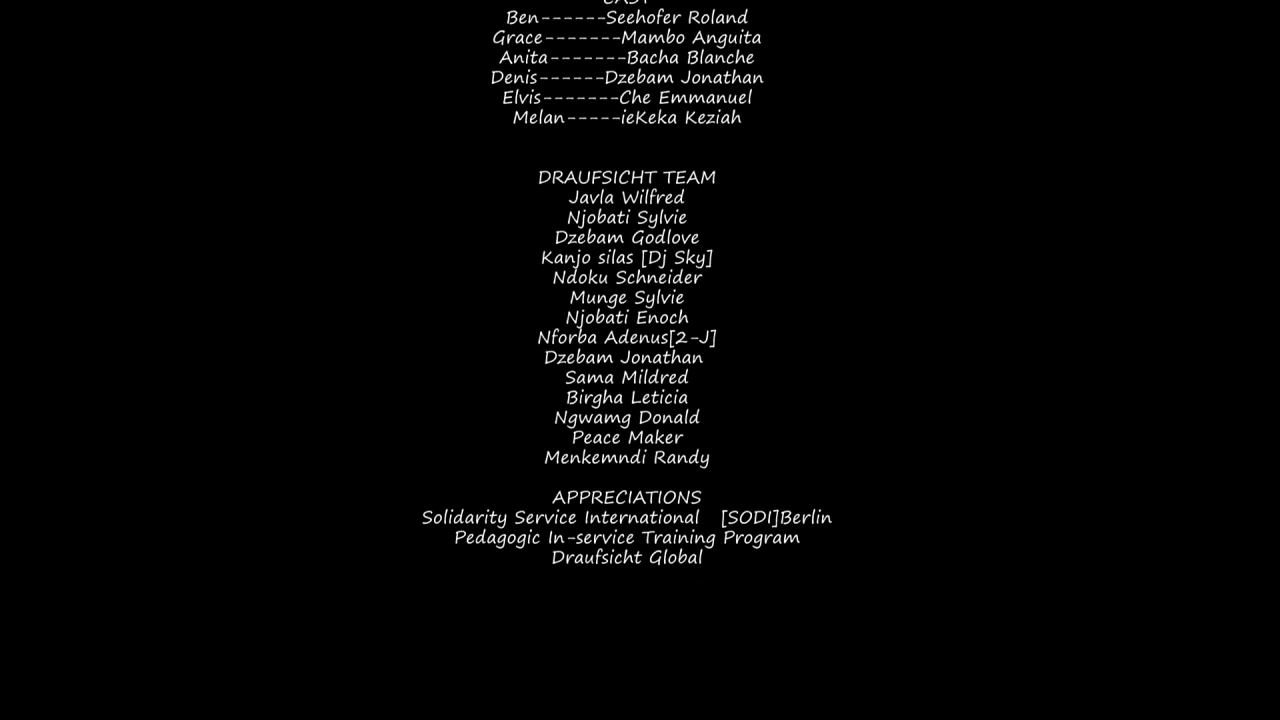 CAST
Ben------Seehofer Roland
Grace-------Mambo Anguita
Anita-------Bacha Blanche
Denis------Dzebam Jonathan
Elvis-------Che Emmanuel
Melan-----ieKeka Keziah
DRAUFSICHT TEAM
Javla Wilfred
Njobati Sylvie
Dzebam Godlove
Kanjo silas [Dj Sky]
Ndoku Schneider
Munge Sylvie
Njobati Enoch
Nforba Adenus[2-J]
Dzebam Jonathan
Sama Mildred
Birgha Leticia
Ngwamg Donald
Peace Maker
Menkemndi Randy
APPRECIATIONS
Solidarity Service International [SODI]Berlin
Pedagogic In-service Training Program
Draufsicht Global